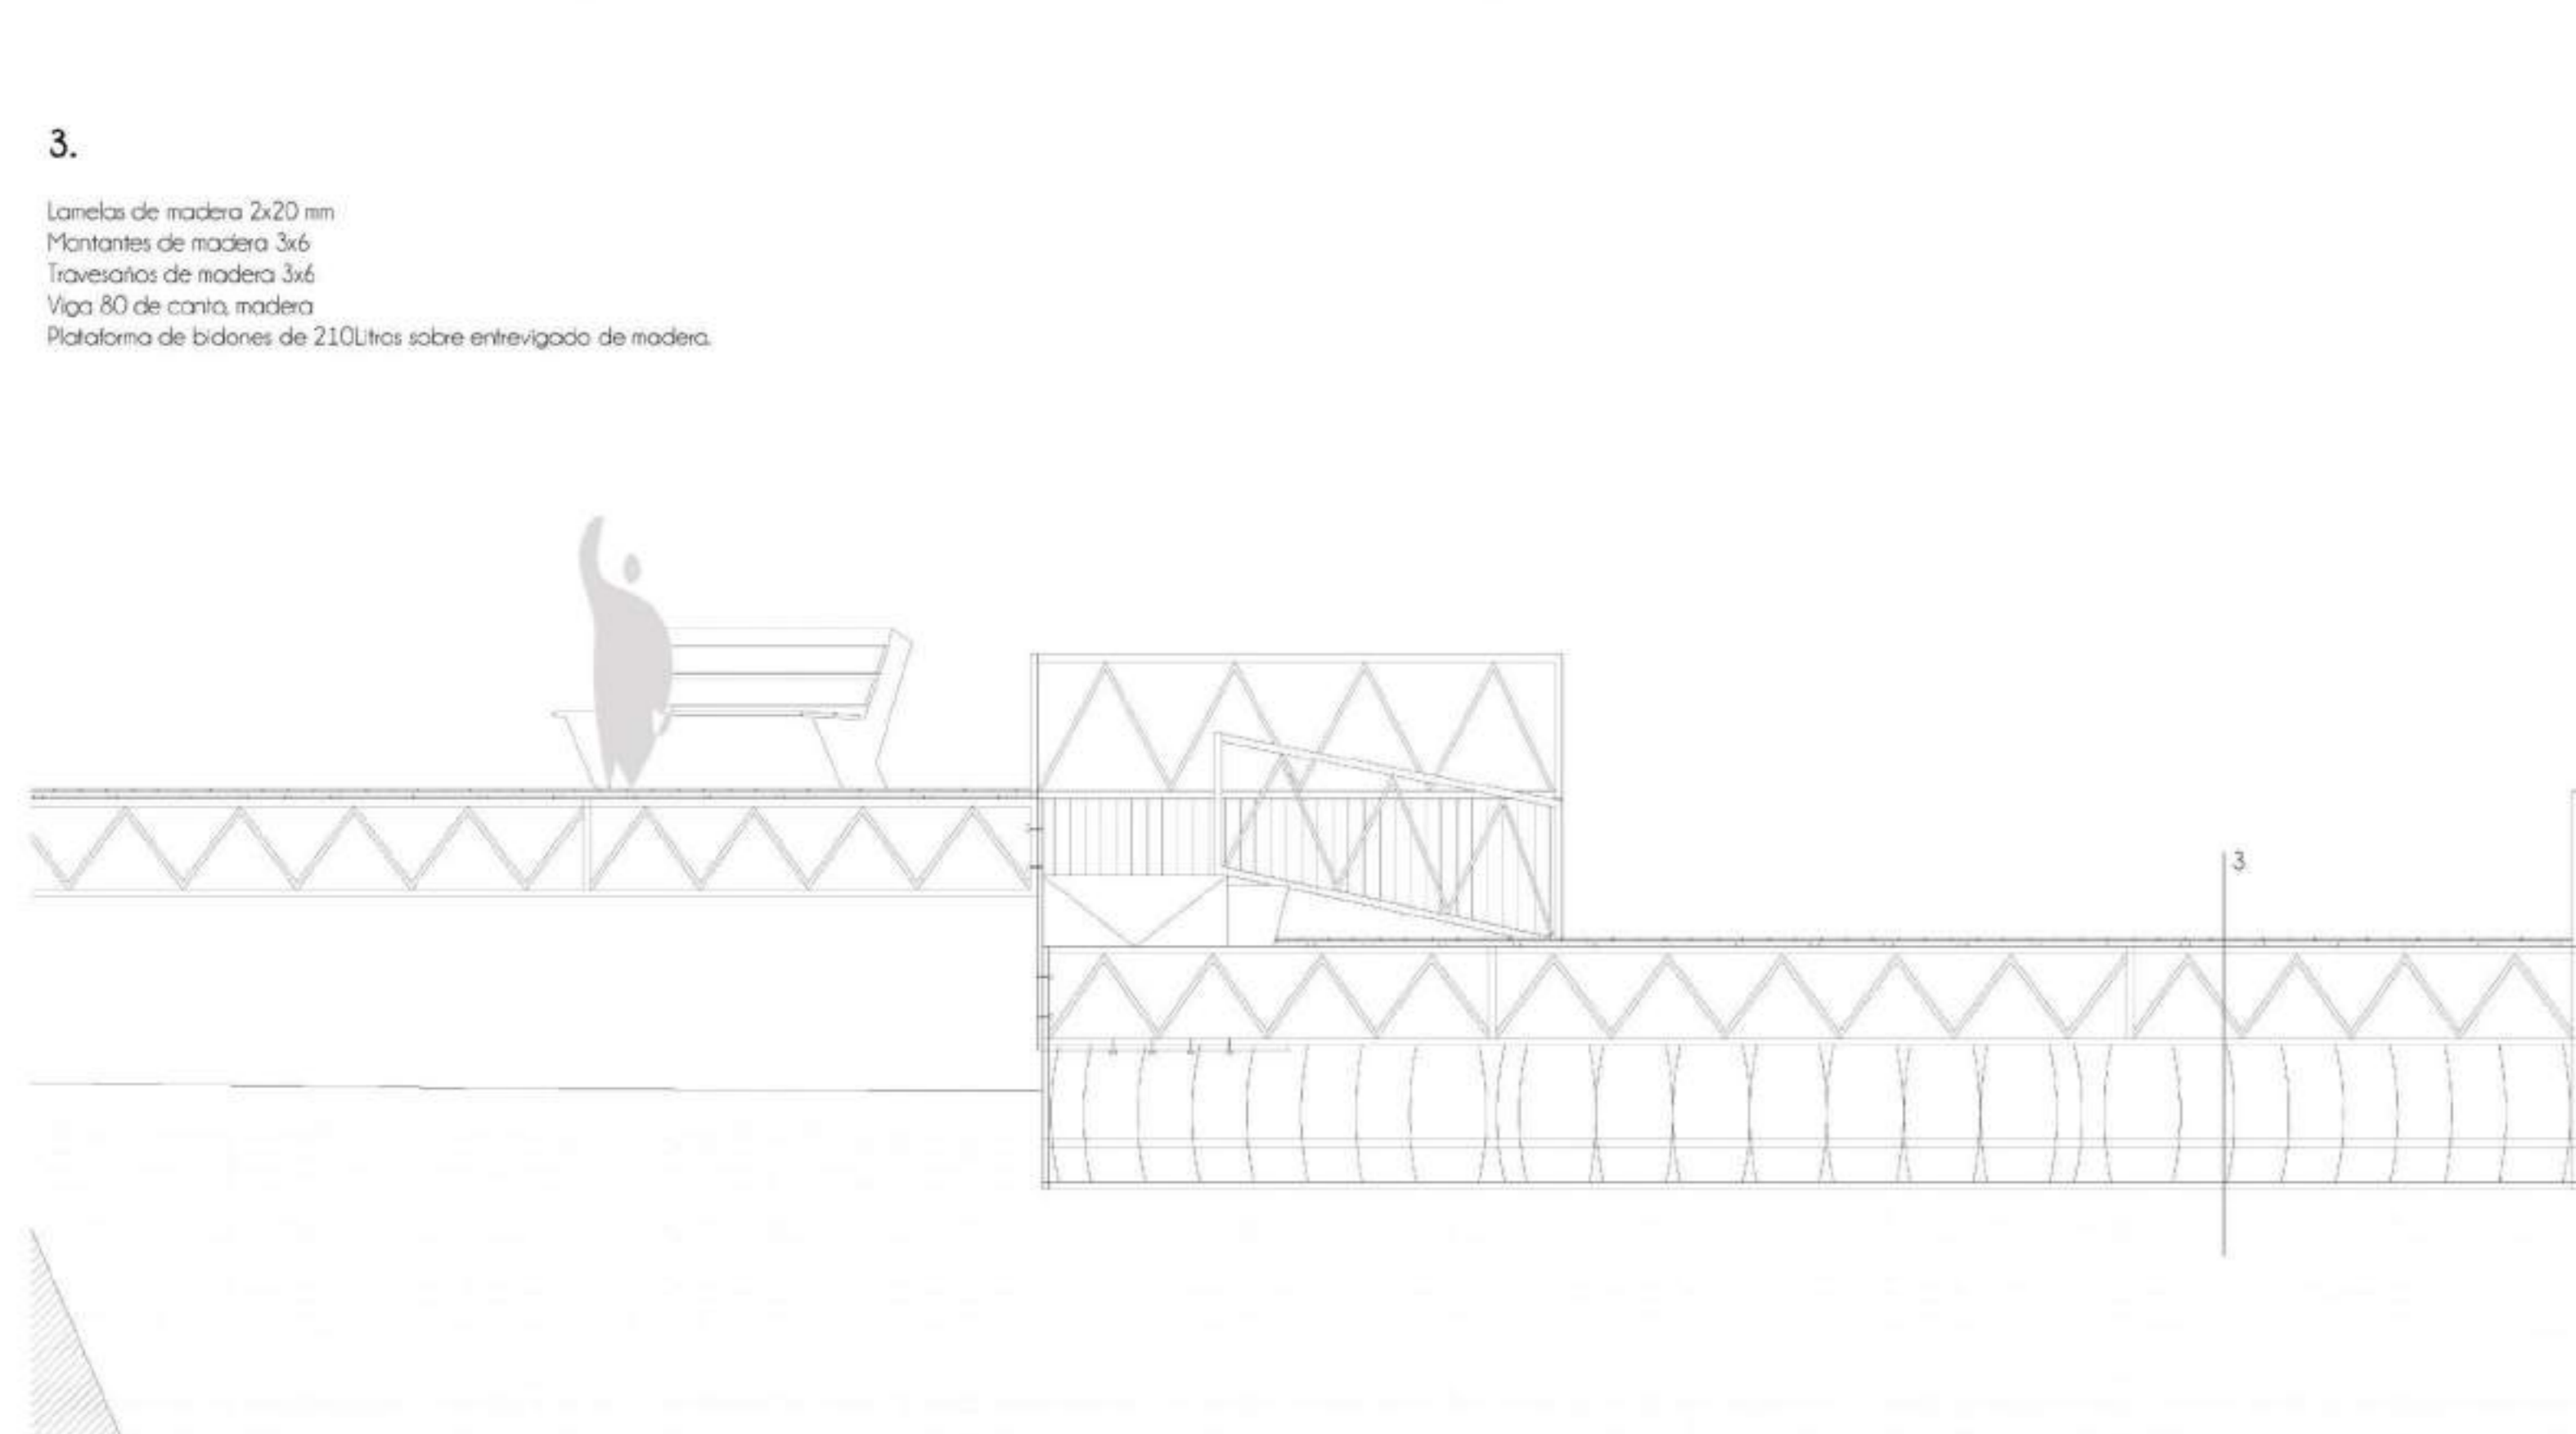 3.
Lamelas de madera 2x20 mm
Montantes de madera 3x6
Travesaños de madera 3x6
Viga 80 de canto, madera
Plataforma de bidones de 210Litros sobre entrevigado de madera.
3